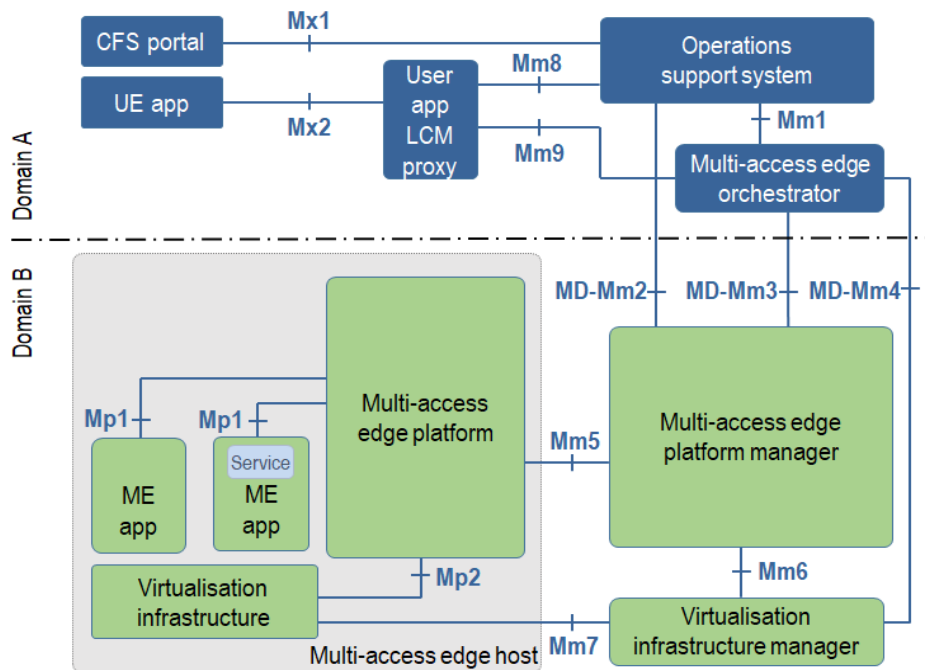 Mx1
CFS portal
Operations
support system
Mm8
User
app
LCM
proxy
UE app
Mx2
Mm9
Mm1
Multi-access edge
orchestrator
Domain A
Domain B
MD-Mm2
MD-Mm3
MD-Mm4
Multi-access
edge platform
Multi-access edge
platform manager
Mp1
Mp1
Mm5
Service
ME
app
ME
app
Mp2
Mm6
Virtualisation
infrastructure
Virtualisation
infrastructure manager
Mm7
Multi-access edge host